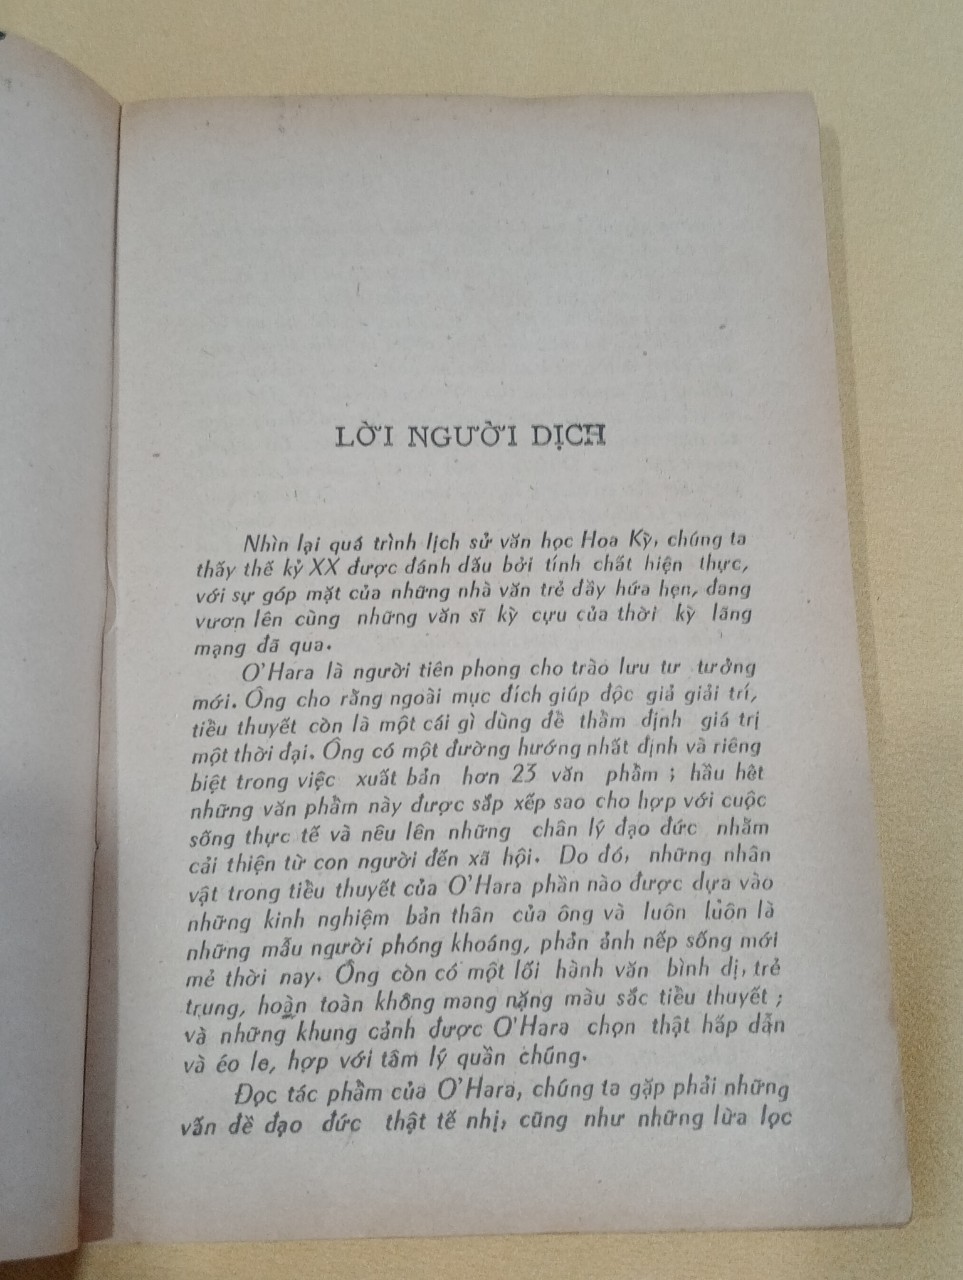 LỜI NGƯỜI DỊCH
Nhìn lại quá trình lịch sử văn học Hoa Kỳ, chúng ta
thấy thế kỷ XX được đánh dấu bởi tính chất hiện thực,
với sự góp mặt của những nhà văn trẻ đầy hứa hẹn, đang
vươn lên cùng những văn sĩ kỳ cựu của thời kỳ lãng
mạng đã qua.
O'Hara là người tiên phong cho trào lưu tư tưởng
mới. Ông cho rằng ngoài mục đích giúp độc giả giải trí,
tiểu thuyết còn là một cái gì dùng để thẩm định giá trị
một thời đại. Ông có một đường hướng nhất định và riêng
biệt trong việc xuất bản hơn 23 văn phẩm ; hầu hêt
những văn phẩm này được sắp xếp sao cho hợp với cuộc
sống thực tế và nêu lên những chân lý đạo đức nhằm
cải thiện từ con người đến xã hội. Do đó, những nhân
vật trong tiểu thuyết của O'Hara phần nào được dựa vào
những kinh nghiệm bản thân của ông và luôn luôn là
những mẫu người phóng khoáng, phản ảnh nếp sống mới
mẻ thời nay. Ông còn có một lối hành văn bình dị, trẻ
trung, hoàn toàn không mang nặng màu sắc tiểu thuyết ;
và những khung cảnh được O'Hara chọn thật hấp dẫn
và éo le, hợp với tâm lý quần chúng.
Đọc tác phẩm của O'Hara, chúng ta gặp phải những
vấn đề đạo đức thật tế nhị, cũng như những lừa lọc